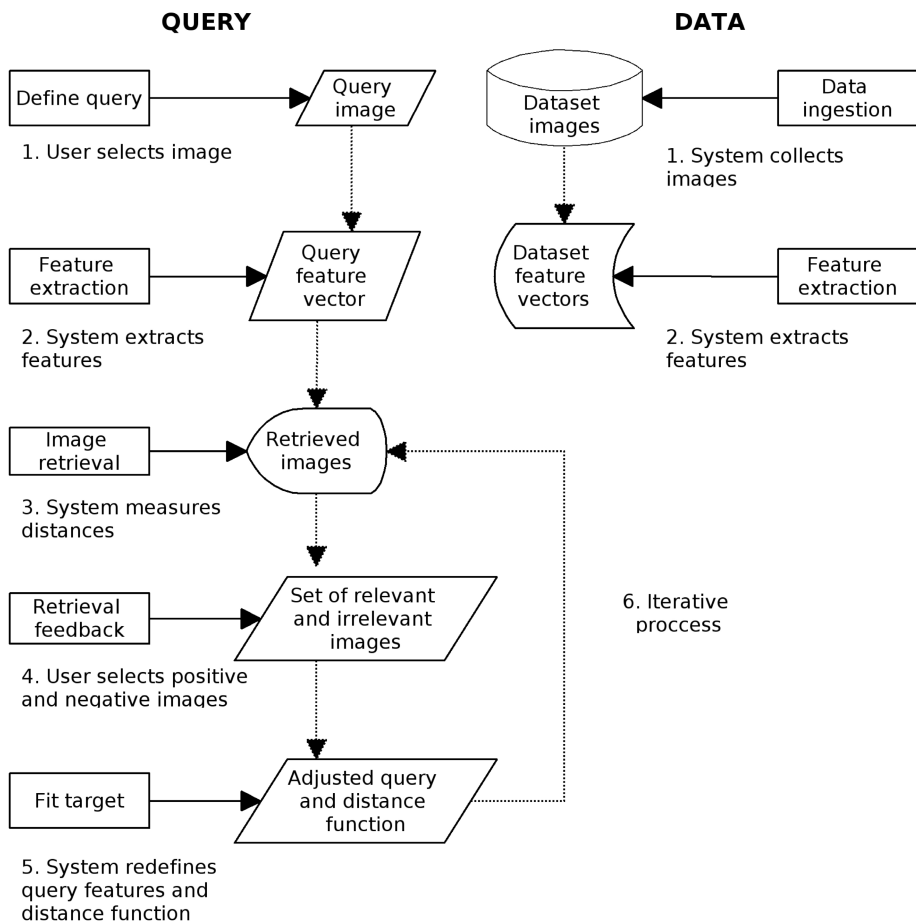 QUERY
DATA
Define query
Query
image
Dataset
images
Data
ingestion
1. User selects image
1. System collects
images
Feature
extraction
Query
feature
vector
Dataset
feature
vectors
Feature
extraction
2. System extracts
features
2. System extracts
features
Image
retrieval
Retrieved
images
3. System measures
distances
Retrieval
feedback
Set of relevant
and irrelevant
images
6. Iterative
proccess
4. User selects positive
and negative images
Fit target
Adjusted query
and distance
function
5. System redefines
query features and
distance function